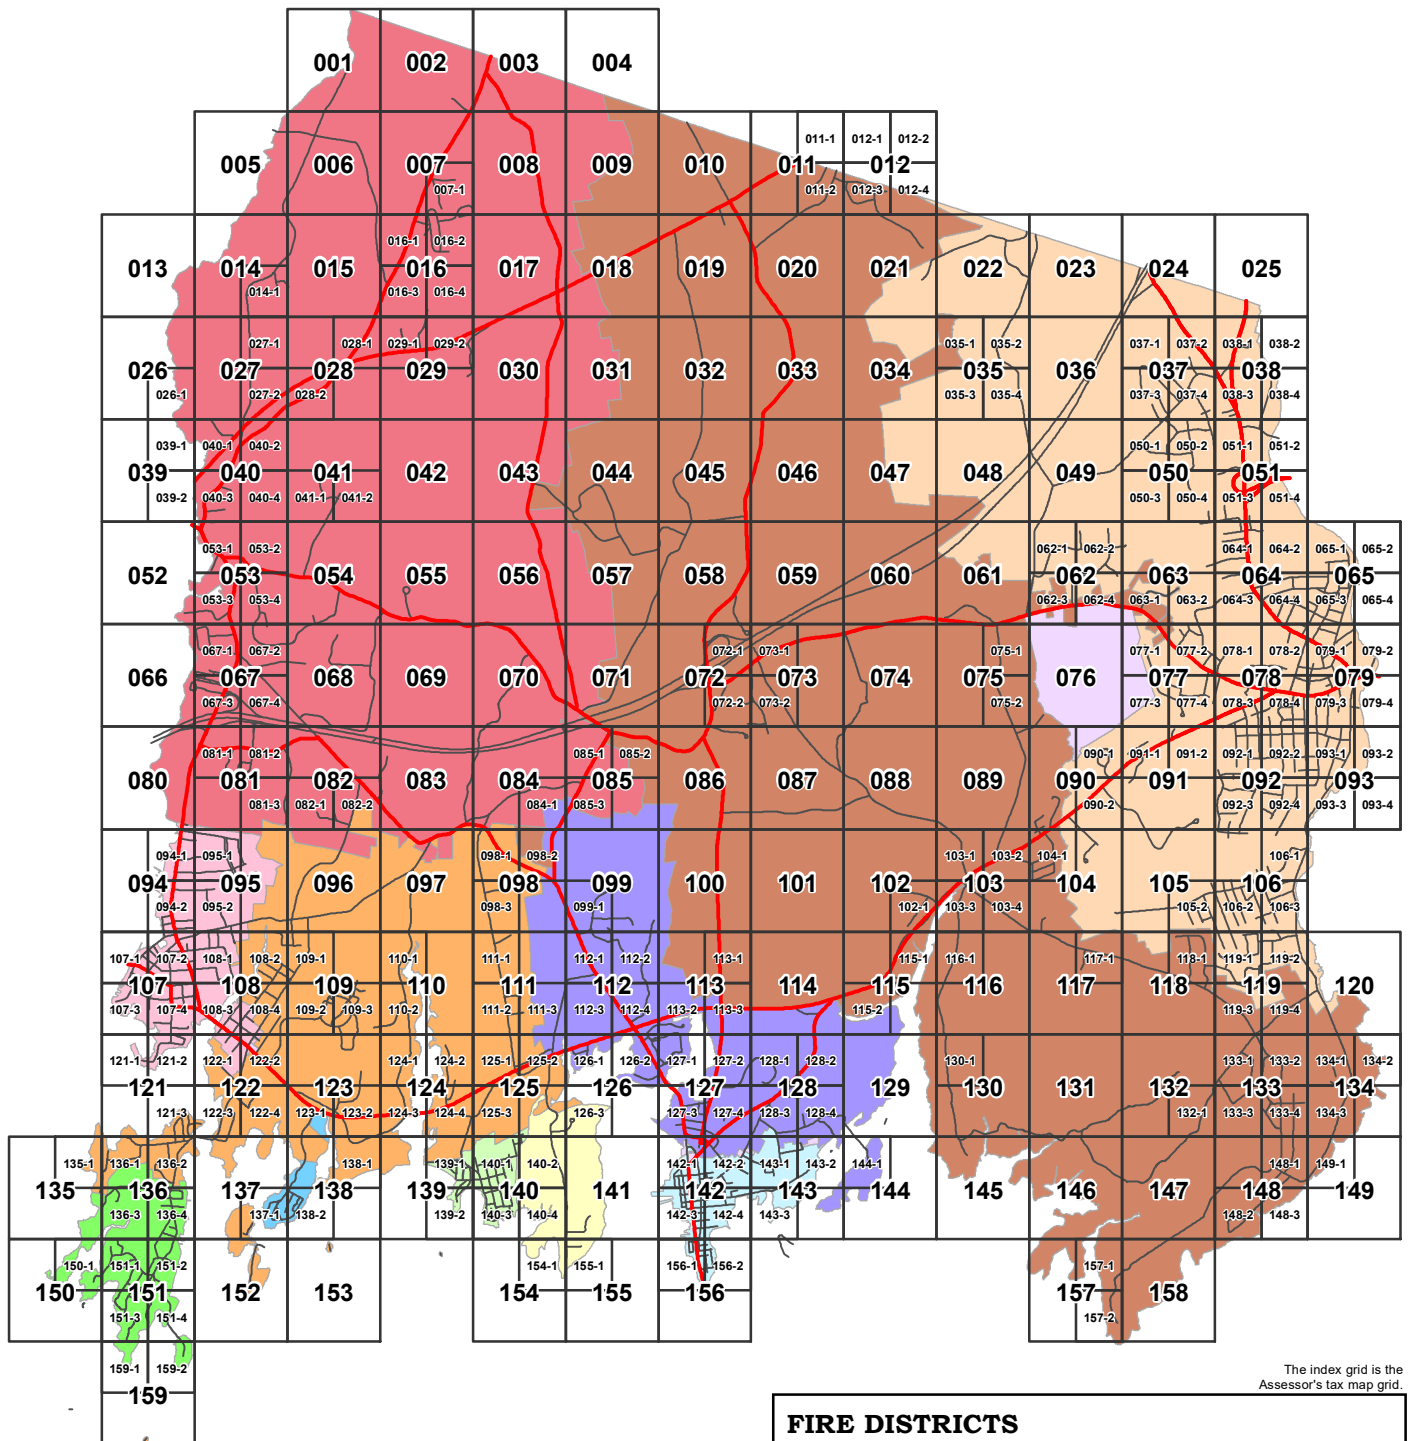 001 002 003 004
011-1 012-1 012-2
005 006 007 008 009 010 011 012
007-1 011-2 012-3 012-4
016-1 016-2
013 014 015 016 017 018 019 020 021 022 023 024 025
014-1 016-3 016-4
027-1 028-1 029-1 029-2 035-1 035-2 037-1 037-2 038-1 038-2
026 027 028 029 030 031 032 033 034 035 036 037 038
026-1 027-2 028-2 035-3 035-4 037-3 037-4 038-3 038-4
039-1 040-1 040-2 050-1 050-2 051-1 051-2
039 040 041 042 043 044 045 046 047 048 049 050 051
039-2 040-3 040-4 041-1 041-2 050-3 050-4 051-3 051-4
053-1 053-2 062-1 062-2 064-1 064-2 065-1 065-2
052 053 054 055 056 057 058 059 060 061 062 063 064 065
053-3 053-4 062-3 062-4 063-1 063-2 064-3 064-4 065-3 065-4
067-1 067-2 072-1 073-1 075-1 077-1 077-2 078-1 078-2 079-1 079-2
066 067 068 069 070 071 072 073 074 075 076 077 078 079
067-3 067-4 072-2 073-2 075-2 077-3 077-4 078-3 078-4 079-3 079-4
081-1 081-2 085-1 085-2 090-1 091-1 091-2 092-1 092-2 093-1 093-2
080 081 082 083 084 085 086 087 088 089 090 091 092 093
081-3 082-1 082-2 084-1 085-3 090-2 092-3 092-4 093-3 093-4
094-1 095-1 098-1 098-2 103-1 103-2 104-1 106-1
094 095 096 097 098 099 100 101 102 103 104 105 106
094-2 095-2 098-3 099-1 102-1 103-3 103-4 105-2 106-2 106-3
107-1 107-2 108-1 108-2 109-1 110-1 111-1 112-1 112-2 113-1 115-1 116-1 117-1 118-1 119-1 119-2
107 108 109 110 111 112 113 114 115 116 117 118 119 120
107-3 107-4 108-3 108-4 109-2 109-3 110-2 111-2 111-3 112-3 112-4 113-2 113-3 115-2 119-3 119-4
121-1 121-2 122-1 122-2 124-1 124-2 125-1 125-2 126-1 126-2 127-1 127-2 128-1 128-2 130-1 133-1 133-2 134-1 134-2
121 122 123 124 125 126 127 128 129 130 131 132 133 134
121-3 122-3 122-4 123-1 123-2 124-3 124-4 125-3 126-3 127-3 127-4 128-3 128-4 132-1 133-3 133-4 134-3
135-1 136-1 136-2 138-1 139-1 140-1 140-2 142-1 142-2 143-1 143-2 144-1 148-1 149-1
135 136 137 138 139 140 141 142 143 144 145 146 147 148 149
136-3 136-4 137-1 138-2 139-2 140-3 140-4 142-3 142-4 143-3 148-2 148-3
150-1 151-1 151-2 154-1 155-1 156-1 156-2 157-1
150 151 152 153 154 155 156 157 158
151-3 151-4 157-2
159-1 159-2
159
The index grid is the
Assessor's tax map grid.
FIRE DISTRICTS